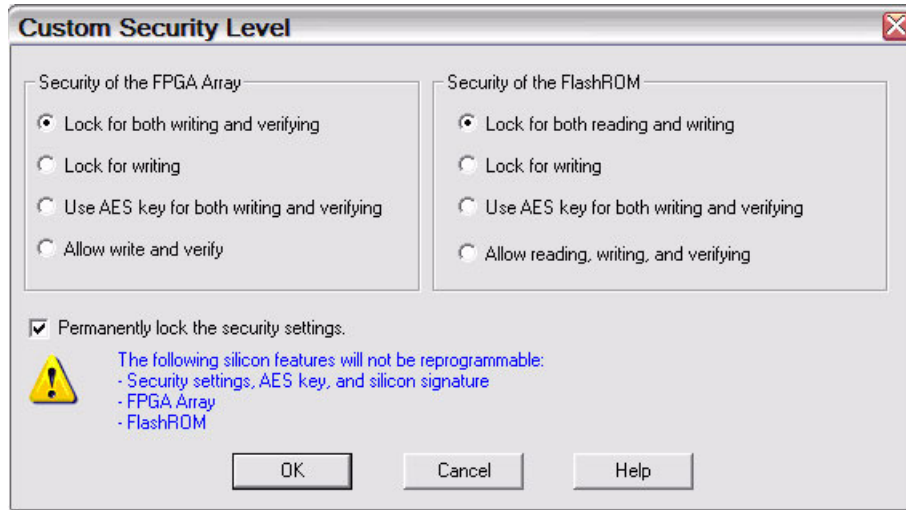 Custom Security Level
Security of the FPGA Array
Lock for both writing and verifying
Lock for writing
Use AES key for both writing and verifying
Allow write and verify
Security of the FlashROM
Lock for both reading and writing
Lock for writing
Use AES key for both writing and verifying
Allow reading, writing, and verifying
Permanently lock the security settings.
The following silicon features will not be reprogrammable:
- Security settings, AES key, and silicon signature
- FPGA Array
- FlashROM
OK
Cancel
Help